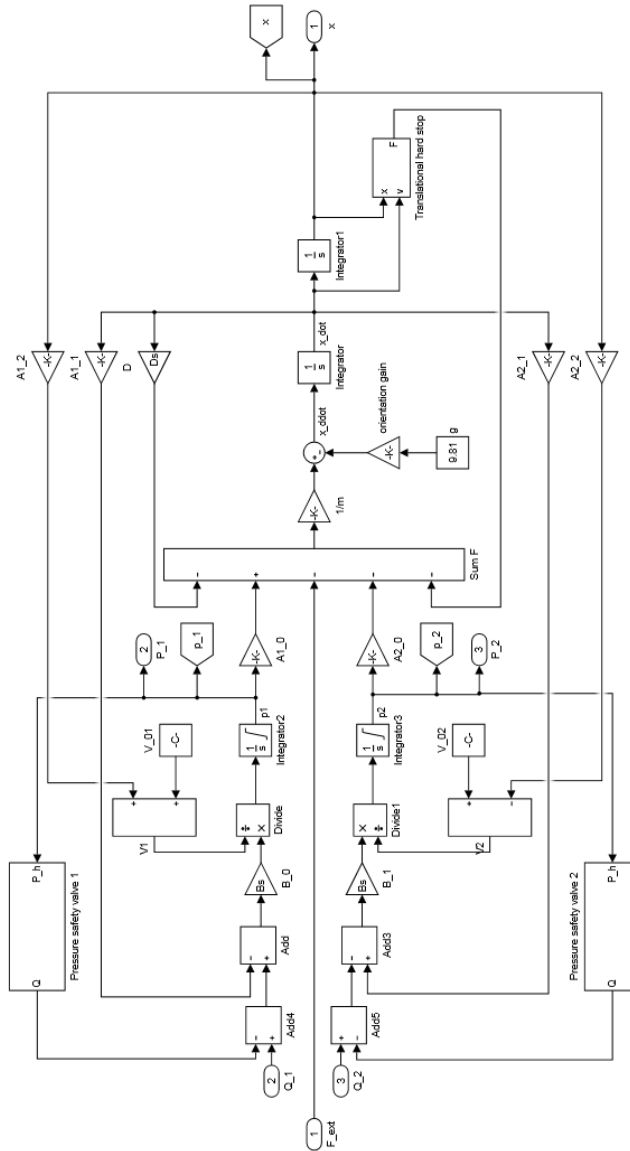 x
1
x
A1_2
-K-
A1_1
-K-
D
Ds
x
v
F
Translational hard stop
1
s
Integrator1
x_dot
1
s
Integrator
x_ddot
+
-
-K-
orientation gain
9.81
g
-K-
1/m
-K-
A2_1
-K-
A2_2
-
+
-
-
-
Sum F
2
P_1
p_1
-K-
A1_0
-K-
A2_0
p_2
3
P_2
V_01
-C-
+
+
V1
p1
1
s
Integrator2
÷
×
Divide
Bs
B_0
p2
1
s
Integrator3
×
÷
Divide1
Bs
B_1
V_02
-C-
+
-
V2
P_h
Q
Pressure safety valve 1
P_h
Q
Pressure safety valve 2
-
+
Add
-
+
Add4
2
Q_1
-
+
Add3
+
-
Add5
3
Q_2
1
F_ext